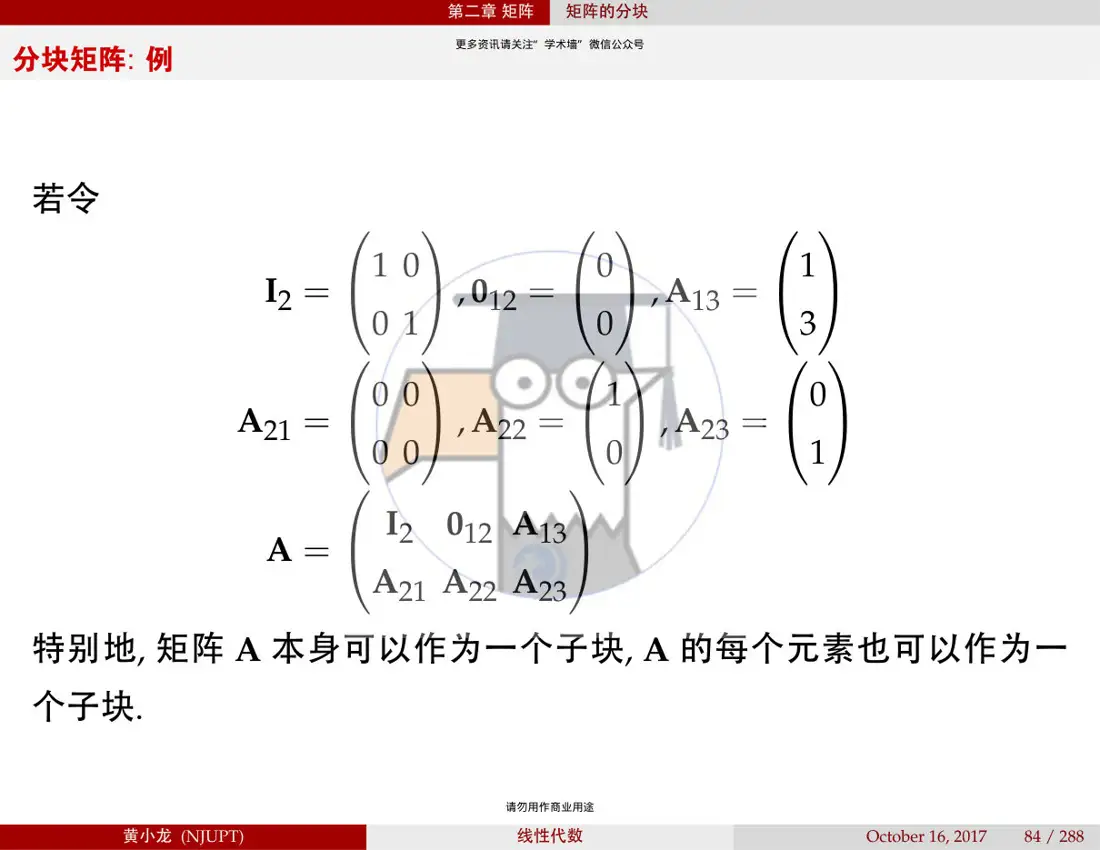 第二章 矩阵 矩阵的分块
更多资讯请关注“学术墙”微信公众号
分块矩阵: 例
若令
I₂ = (1 0 0 1), 0₁₂ = (0 0), A₁₃ = (1 3)
A₂₁ = (0 0 0 0), A₂₂ = (1 0), A₂₃ = (0 1)
A = (I₂ 0₁₂ A₁₃ A₂₁ A₂₂ A₂₃)
特别地, 矩阵 A 本身可以作为一个子块, A 的每个元素也可以作为一
个子块.
请勿用作商业用途
黄小龙 (NJUPT) 线性代数 October 16, 2017 84 / 288